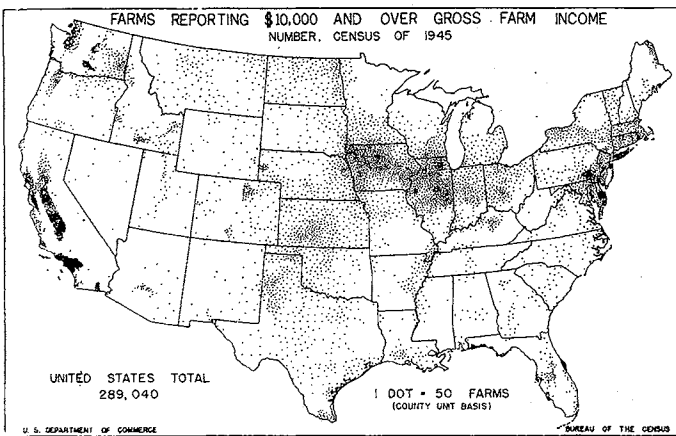 FARMS REPORTING $10,000 AND OVER GROSS FARM INCOME
NUMBER, CENSUS OF 1945
UNITED STATES TOTAL
289,040
1 DOT = 50 FARMS
(COUNTY UNIT BASIS)
U. S. DEPARTMENT OF COMMERCE
BUREAU OF THE CENSUS